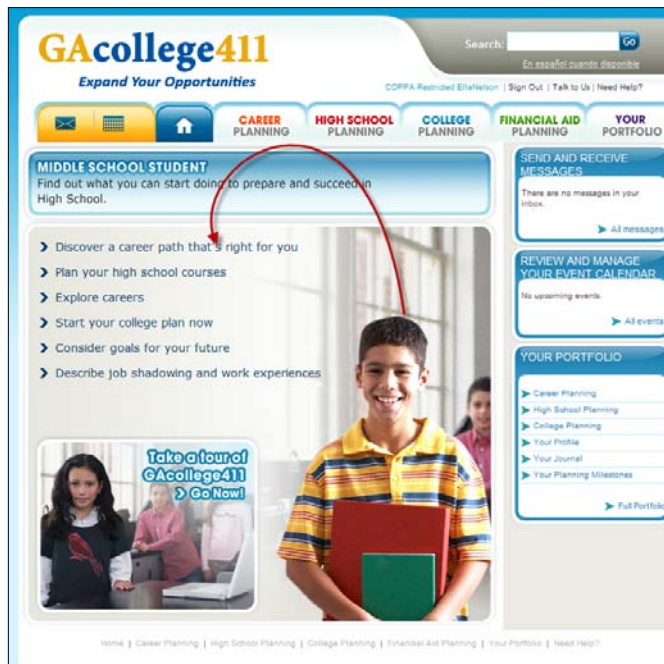 GAcollege411
Expand Your Opportunities
Search:
Go
En español cuando disponible
COPPA Restricted EllaNelson | Sign Out | Talk to Us | Need Help?
CAREER
PLANNING
HIGH SCHOOL
PLANNING
COLLEGE
PLANNING
FINANCIAL AID
PLANNING
YOUR
PORTFOLIO
MIDDLE SCHOOL STUDENT
Find out what you can start doing to prepare and succeed in
High School.
Discover a career path that's right for you
Plan your high school courses
Explore careers
Start your college plan now
Consider goals for your future
Describe job shadowing and work experiences
Take a tour of
GAcollege411
Go Now!
SEND AND RECEIVE
MESSAGES
There are no messages in your
inbox.
All messages
REVIEW AND MANAGE
YOUR EVENT CALENDAR
No upcoming events.
All events
YOUR PORTFOLIO
Career Planning
High School Planning
College Planning
Your Profile
Your Journal
Your Planning Milestones
Full Portfolio
Home | Career Planning | High School Planning | College Planning | Financial Aid Planning | Your Portfolio | Need Help?